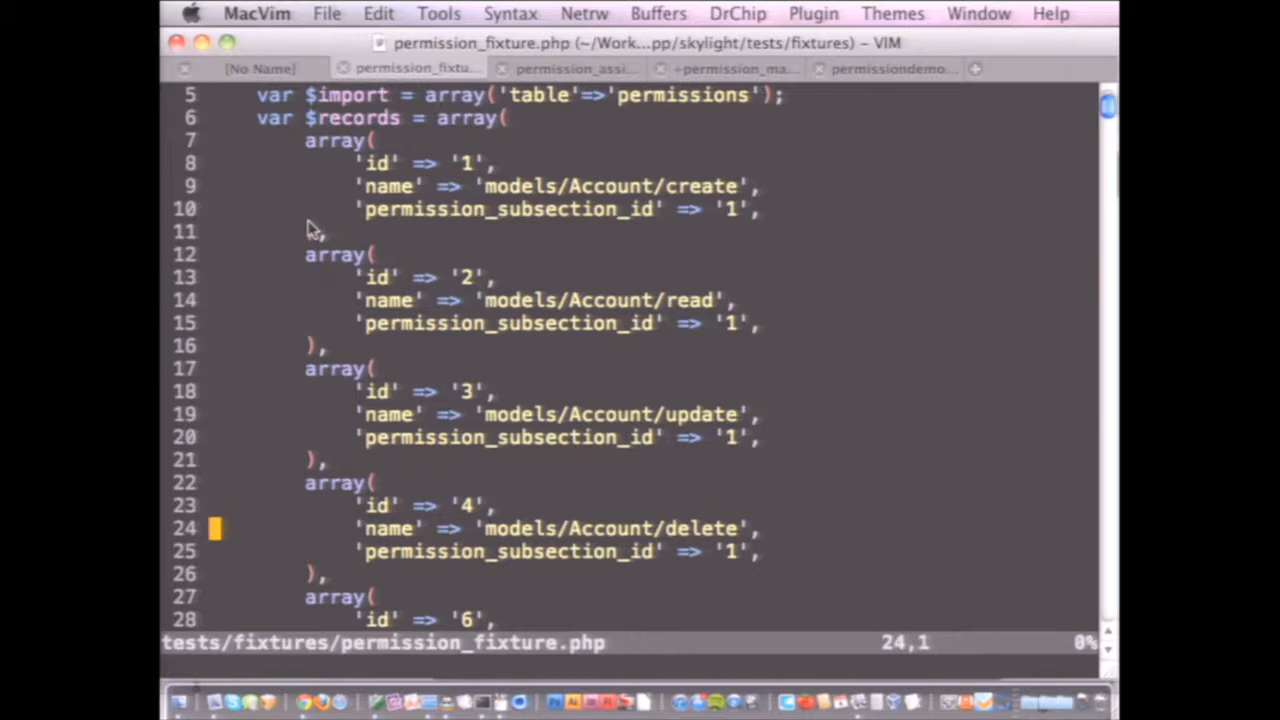 MacVim File Edit Tools Syntax Netrw Buffers DrChip Plugin Themes Window Help
permission_fixture.php (~/Work...pp/skylight/tests/fixtures) – VIM
[No Name] permission_fixtu... permission_assi... +permission_ma... permissiondemo...
5 var $import = array('table'=>'permissions');
6 var $records = array(
7 array(
8 'id' => '1',
9 'name' => 'models/Account/create',
10 'permission_subsection_id' => '1',
11 ),
12 array(
13 'id' => '2',
14 'name' => 'models/Account/read',
15 'permission_subsection_id' => '1',
16 ),
17 array(
18 'id' => '3',
19 'name' => 'models/Account/update',
20 'permission_subsection_id' => '1',
21 ),
22 array(
23 'id' => '4',
24 'name' => 'models/Account/delete',
25 'permission_subsection_id' => '1',
26 ),
27 array(
28 'id' => '6',
tests/fixtures/permission_fixture.php 24,1 0%